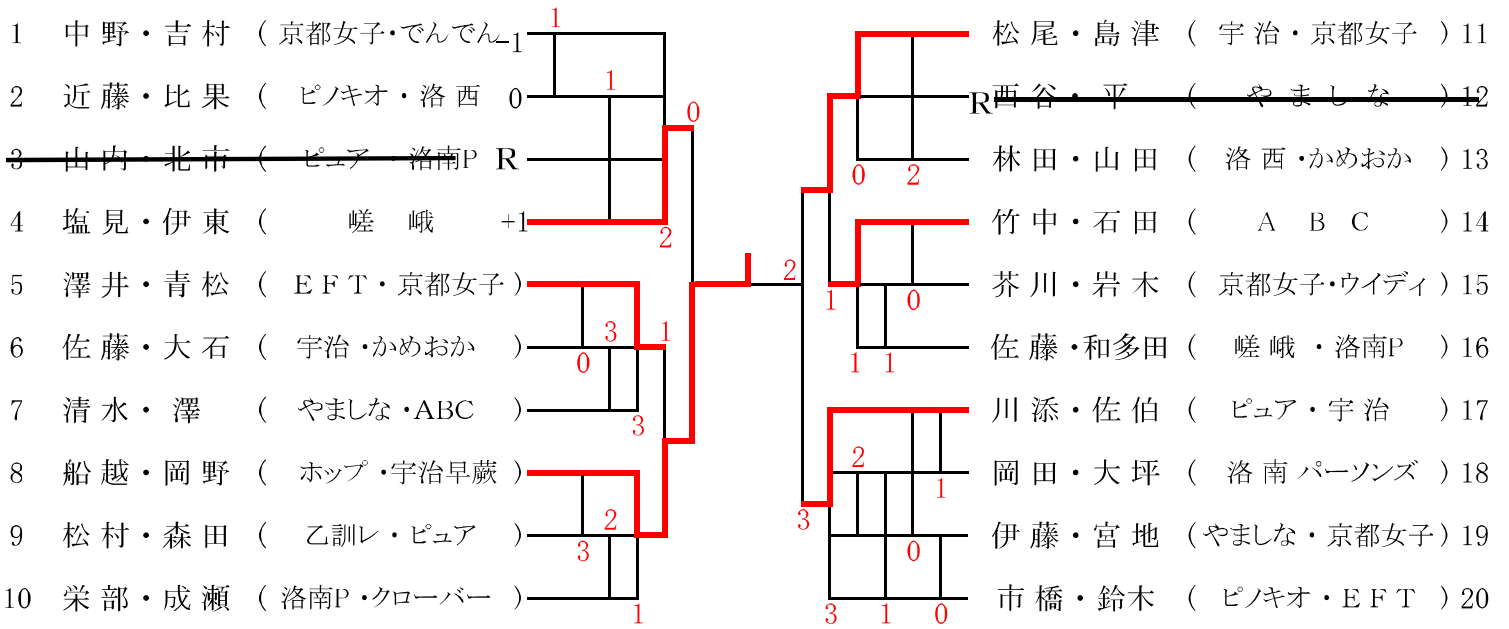 1 中野・吉村 ( 京都女子・でんでん -1
2 近藤・比果 ( ピノキオ・洛西 0
3 山内・北市 ( ピュア・洛南P R
4 塩見・伊東 ( 嵯峨 +1
5 澤井・青松 ( EFT・京都女子 )
6 佐藤・大石 ( 宇治・かめおか )
7 清水・澤 ( やましな・ABC )
8 船越・岡野 ( ホップ・宇治早蕨 )
9 松村・森田 ( 乙訓レ・ピュア )
10 栄部・成瀬 ( 洛南P・クローバー )
1
1
0
2
3
1
0
3
2
3
1
2
松尾・島津 ( 宇治・京都女子 ) 11
R 西谷・平 ( やましな ) 12
林田・山田 ( 洛西・かめおか ) 13
竹中・石田 ( ABC ) 14
芥川・岩木 ( 京都女子・ウイディ ) 15
佐藤・和多田 ( 嵯峨・洛南P ) 16
川添・佐伯 ( ピュア・宇治 ) 17
岡田・大坪 ( 洛南パーソンズ ) 18
伊藤・宮地 ( やましな・京都女子 ) 19
市橋・鈴木 ( ピノキオ・EFT ) 20
0 2
1 0
1 1
2
1
3
0
3 1 0